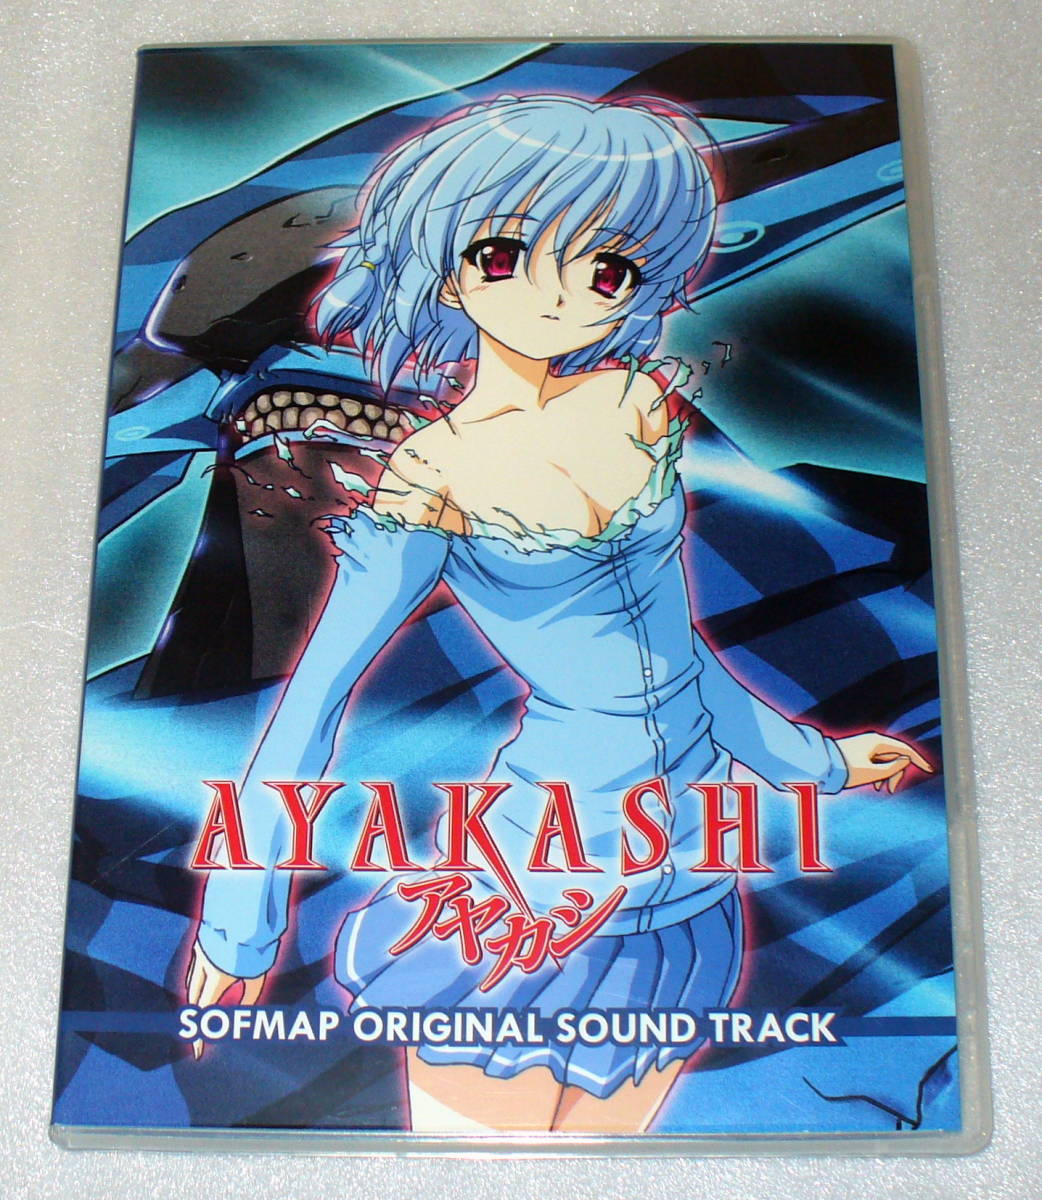 AYAKASHI
アヤカシ
SOFMAP ORIGINAL SOUND TRACK